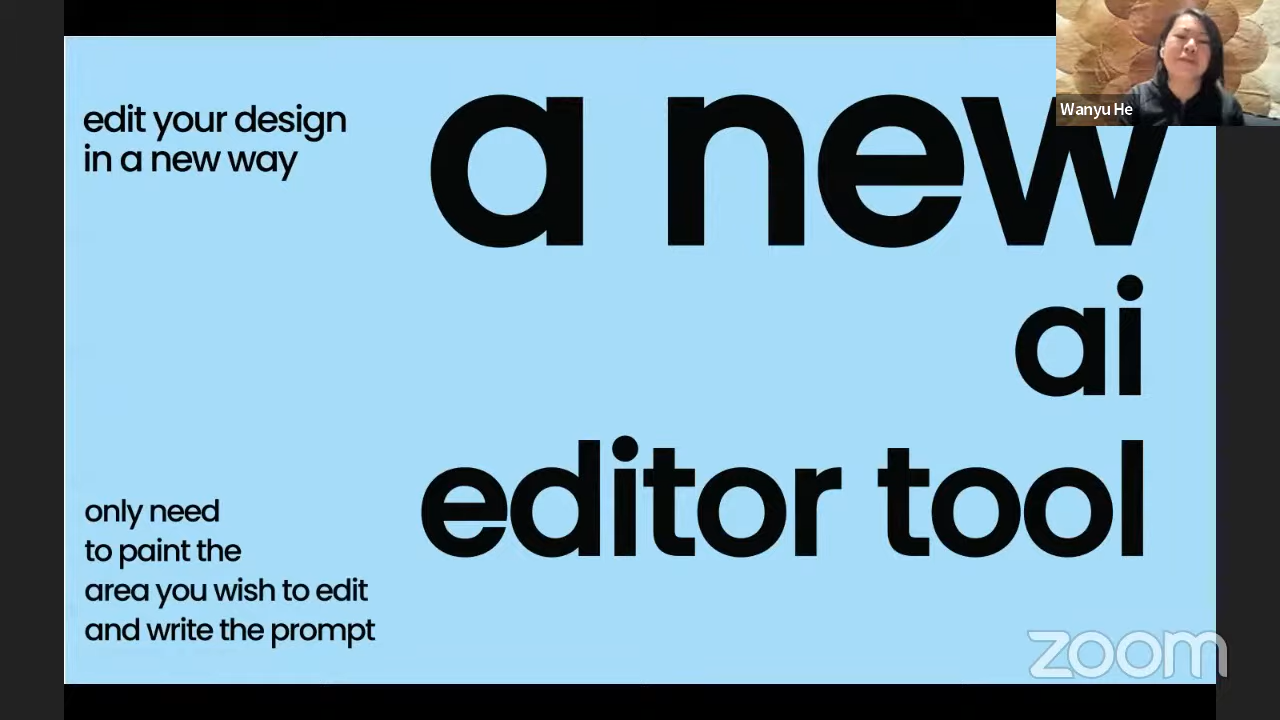 edit your design
in a new way
a new
ai
editor tool
only need
to paint the
area you wish to edit
and write the prompt
Wanyu He
zoom